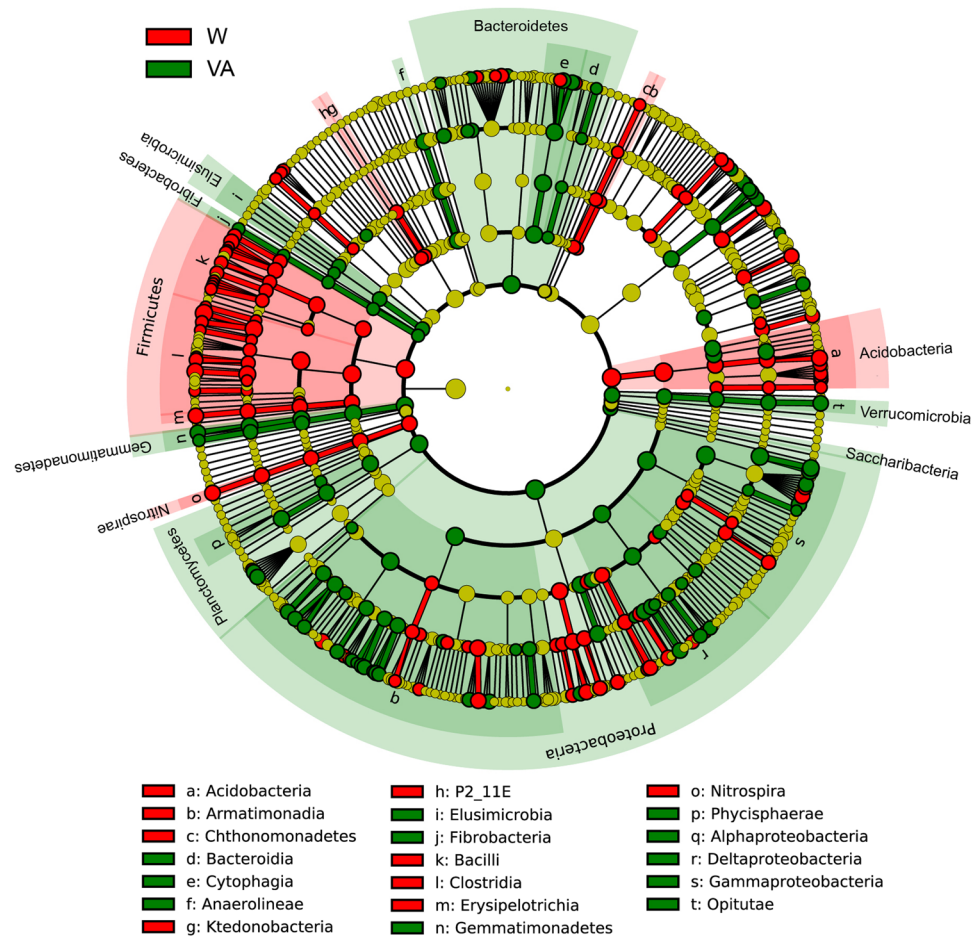 W
VA
Bacteroidetes
e
d
f
cb
hg
Elusimicrobia
i
Fibrobacteres
j
k
Firmicutes
l
m
n
Gemmatimonadetes
o
Nitrospirae
p
Planctomycetes
a
Acidobacteria
t
Verrucomicrobia
Saccharibacteria
s
r
q
Proteobacteria
a: Acidobacteria
b: Armatimonadia
c: Chthonomonadetes
d: Bacteroidia
e: Cytophagia
f: Anaerolineae
g: Ktedonobacteria
h: P2_11E
i: Elusimicrobia
j: Fibrobacteria
k: Bacilli
l: Clostridia
m: Erysipelotrichia
n: Gemmatimonadetes
o: Nitrospira
p: Phycisphaerae
q: Alphaproteobacteria
r: Deltaproteobacteria
s: Gammaproteobacteria
t: Opitutae